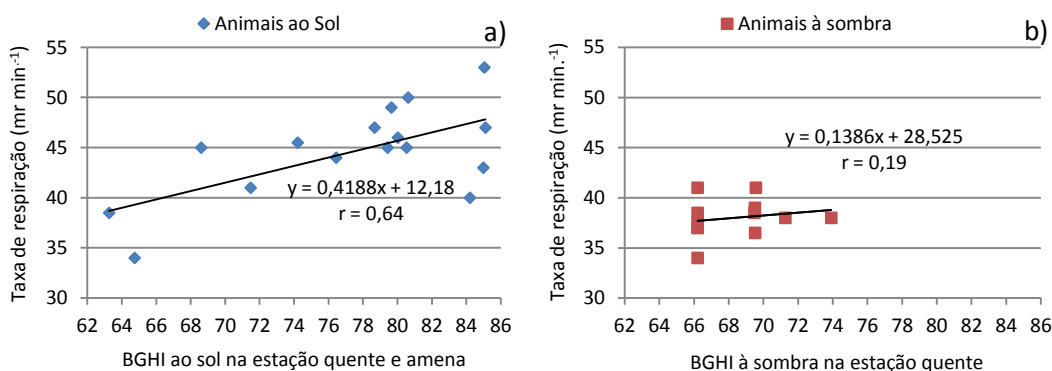 Animais ao Sol
a)
Taxa de respiração (mr min.⁻¹)
55
50
45
40
35
30
y = 0,4188x + 12,18
r = 0,64
62 64 66 68 70 72 74 76 78 80 82 84 86
BGHI ao sol na estação quente e amena
Animais à sombra
b)
Taxa de respiração (mr min.⁻¹)
55
50
45
40
35
30
y = 0,1386x + 28,525
r = 0,19
62 64 66 68 70 72 74 76 78 80 82 84 86
BGHI à sombra na estação quente